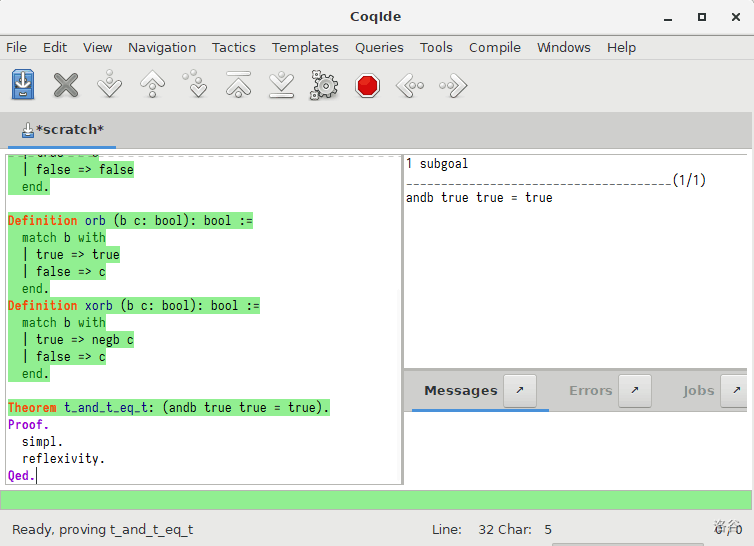 CoqIde
File Edit View Navigation Tactics Templates Queries Tools Compile Windows Help
*scratch*
| false => false
end.
Definition orb (b c: bool): bool :=
match b with
| true => true
| false => c
end.
Definition xorb (b c: bool): bool :=
match b with
| true => negb c
| false => c
end.
Theorem t_and_t_eq_t: (andb true true = true).
Proof.
simpl.
reflexivity.
Qed.
1 subgoal
______________________________________(1/1)
andb true true = true
Messages Errors Jobs
Ready, proving t_and_t_eq_t
Line: 32 Char: 5
0 / 0
洛谷